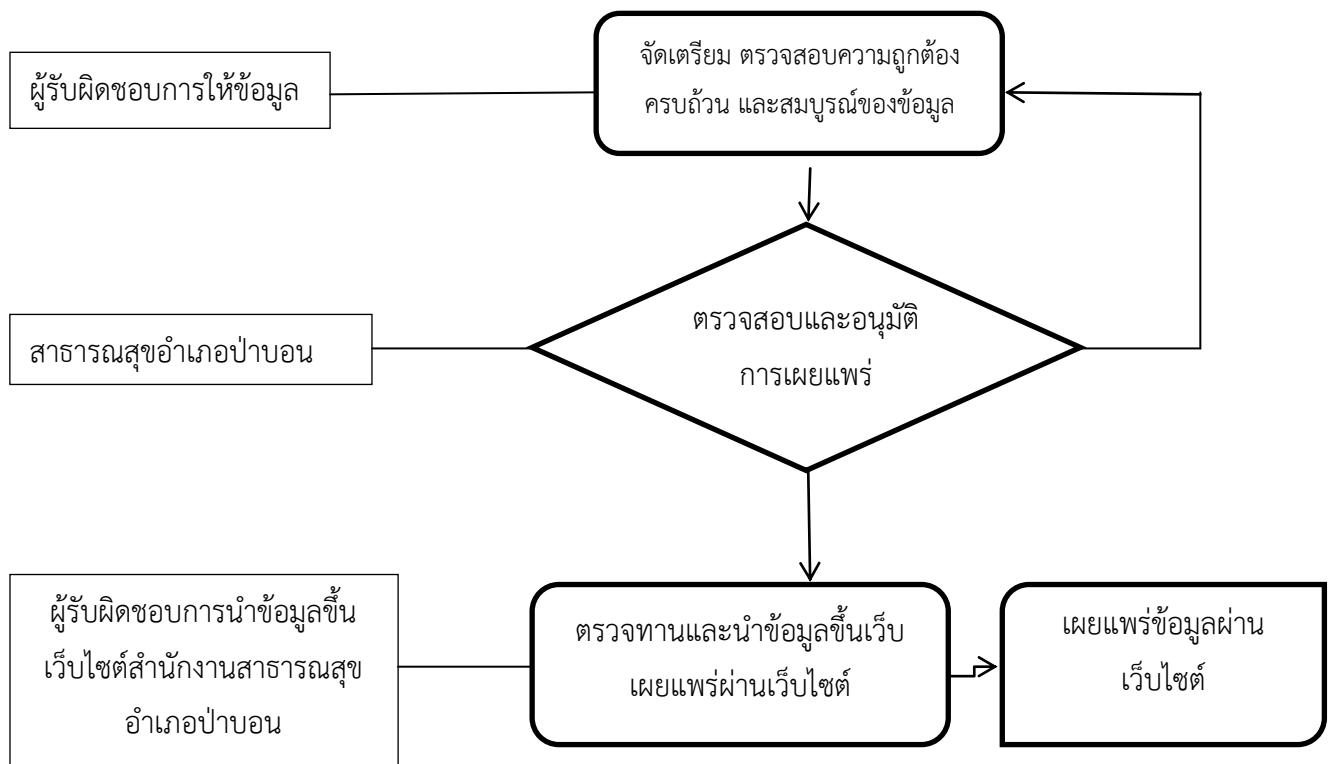 จัดเตรียม ตรวจสอบความถูกต้อง
ครบถ้วน และสมบูรณ์ของข้อมูล
ผู้รับผิดชอบการให้ข้อมูล
ตรวจสอบและอนุมัติ
การเผยแพร่
สาธารณสุขอำเภอป่าบอน
ผู้รับผิดชอบการนำข้อมูลขึ้น
เว็บไซต์สำนักงานสาธารณสุข
อำเภอป่าบอน
ตรวจทานและนำข้อมูลขึ้นเว็บ
เผยแพร่ผ่านเว็บไซต์
เผยแพร่ข้อมูลผ่าน
เว็บไซต์